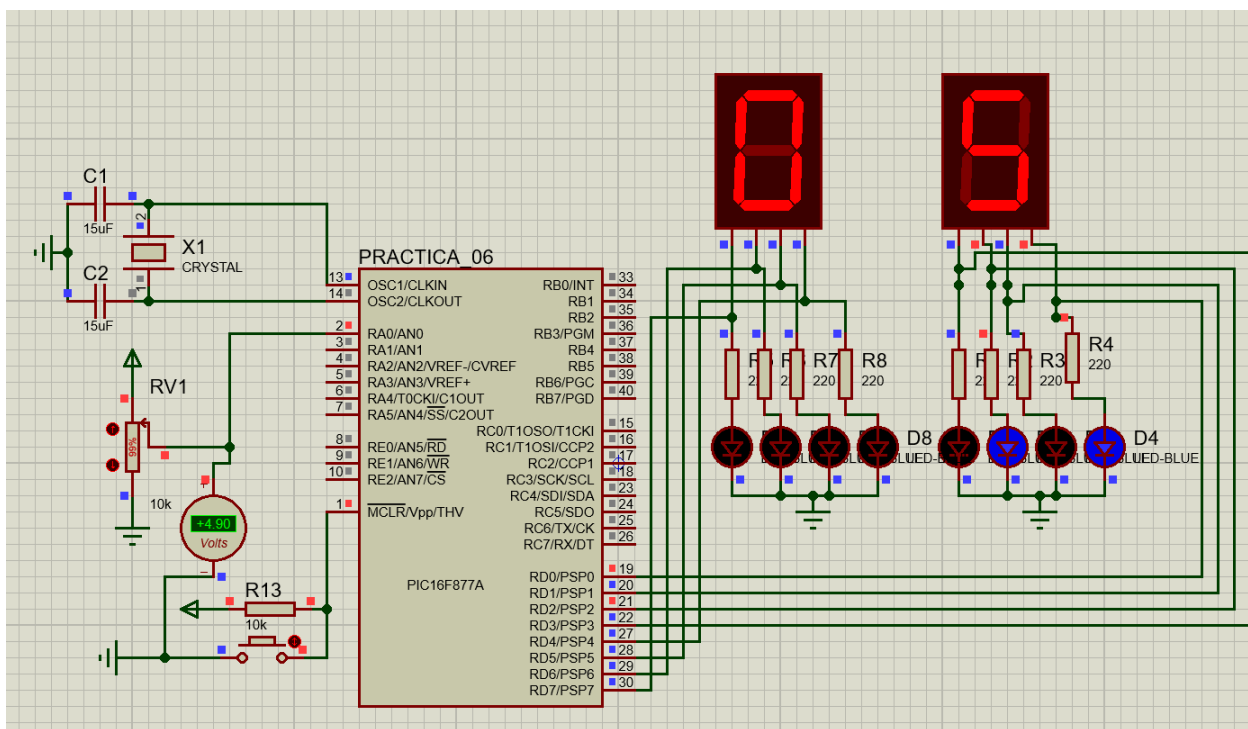 C1
15uF
X1
CRYSTAL
2
1
C2
15uF
PRACTICA_06
13
OSC1/CLKIN
14
OSC2/CLKOUT
2
RA0/AN0
3
RA1/AN1
4
RA2/AN2/VREF-/CVREF
5
RA3/AN3/VREF+
6
RA4/T0CKI/C1OUT
7
RA5/AN4/SS/C2OUT
8
RE0/AN5/RD
9
RE1/AN6/WR
10
RE2/AN7/CS
1
MCLR/Vpp/THV
RB0/INT
33
RB1
34
RB2
35
RB3/PGM
36
RB4
37
RB5
38
RB6/PGC
39
RB7/PGD
40
RC0/T1OSO/T1CKI
15
RC1/T1OSI/CCP2
16
RC2/CCP1
17
RC3/SCK/SCL
18
RC4/SDI/SDA
23
RC5/SDO
24
RC6/TX/CK
25
RC7/RX/DT
26
RD0/PSP0
19
RD1/PSP1
20
RD2/PSP2
21
RD3/PSP3
22
RD4/PSP4
27
RD5/PSP5
28
RD6/PSP6
29
RD7/PSP7
30
PIC16F877A
RV1
99%
10k
+4.90
Volts
R13
10k
0
5
R7
220
R8
220
R3
220
R4
220
D8
D4
LED-BLUE